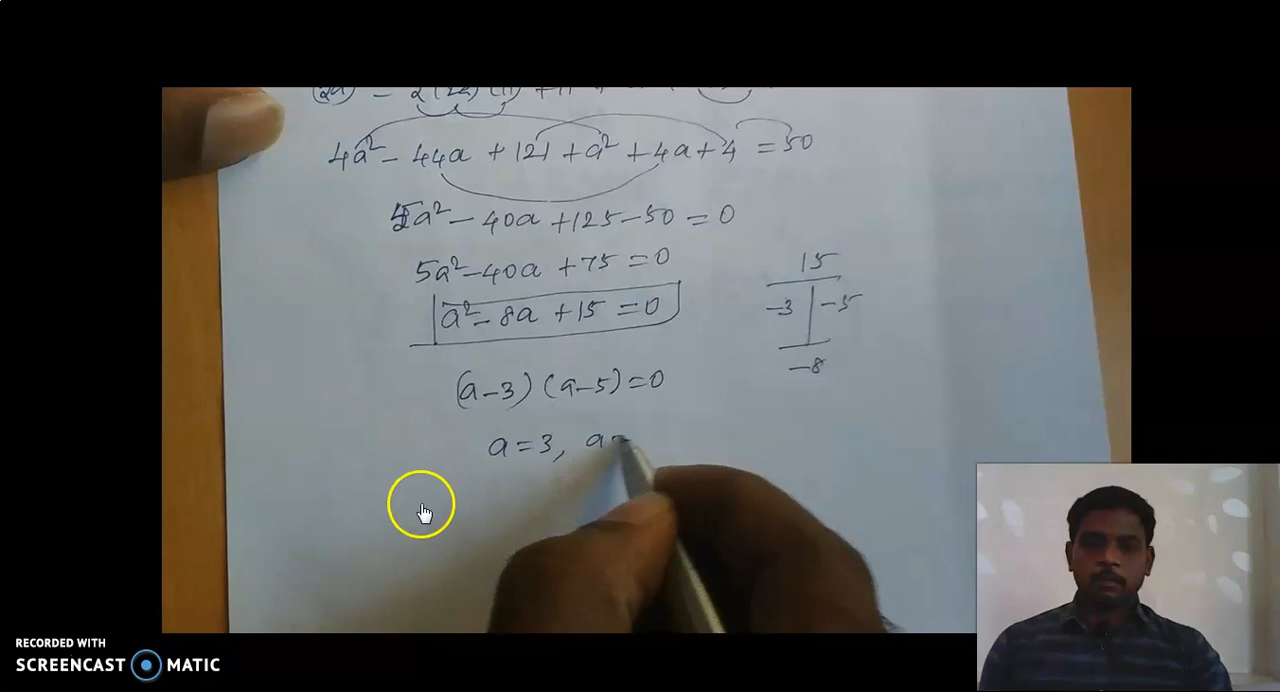 4a² - 44a + 121 + a² + 4a + 4 = 50
5a² - 40a + 125 - 50 = 0
5a² - 40a + 75 = 0
a² - 8a + 15 = 0
15
-3 | -5
-8
(a-3) (a-5) = 0
a = 3, a =
RECORDED WITH
SCREENCAST MATIC